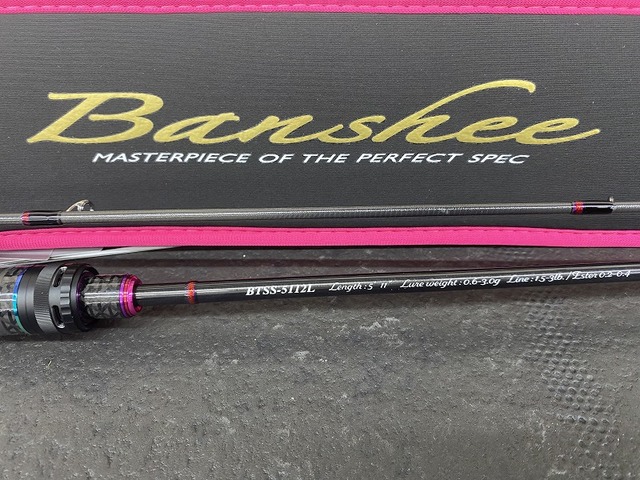 Banshee
MASTERPIECE OF THE PERFECT SPEC
BTSS-5112L Length : 5' 11" Lure weight : 0.6-3.0g Line : 1.5-3lb. / Ester 0.2-0.4